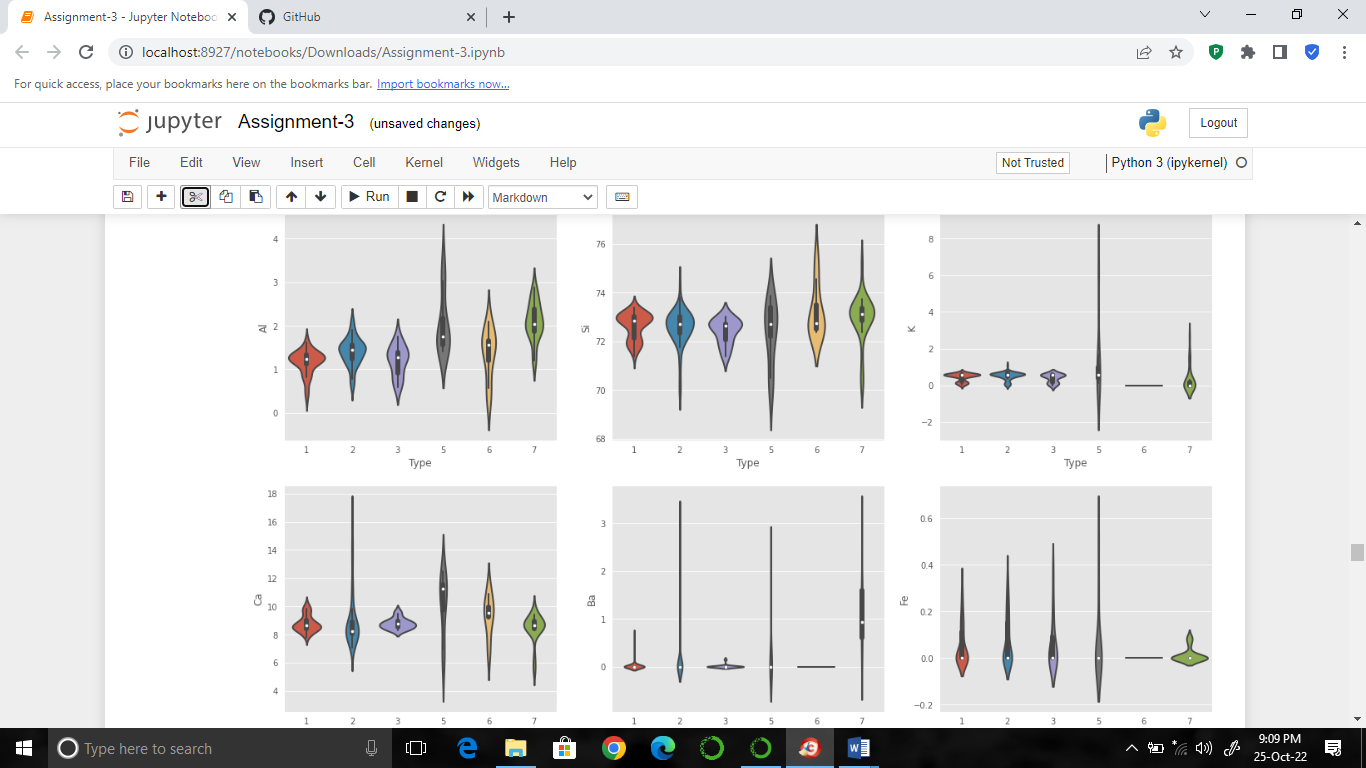 Assignment-3 - Jupyter Noteboo
GitHub
localhost:8927/notebooks/Downloads/Assignment-3.ipynb
For quick access, place your bookmarks here on the bookmarks bar. Import bookmarks now...
jupyter Assignment-3 (unsaved changes)
Logout
File Edit View Insert Cell Kernel Widgets Help
Not Trusted
Python 3 (ipykernel)
Run
Markdown
4
3
2
1
0
Al
1 2 3 5 6 7
Type
76
74
72
70
68
Si
1 2 3 5 6 7
Type
8
6
4
2
0
−2
K
1 2 3 5 6 7
Type
18
16
14
12
10
8
6
4
Ca
1 2 3 5 6 7
3
2
1
0
Ba
1 2 3 5 6 7
0.6
0.4
0.2
0.0
−0.2
Fe
1 2 3 5 6 7
Type here to search
9:09 PM
25-Oct-22